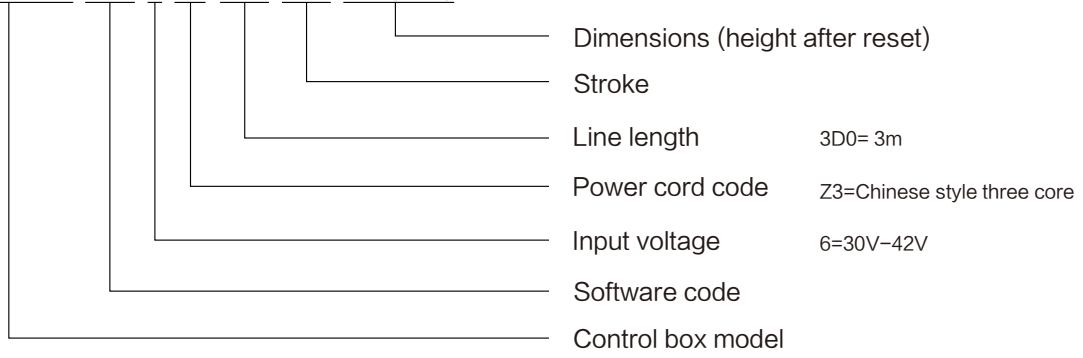 Dimensions (height after reset)
Stroke
Line length 3D0= 3m
Power cord code Z3=Chinese style three core
Input voltage 6=30V−42V
Software code
Control box model